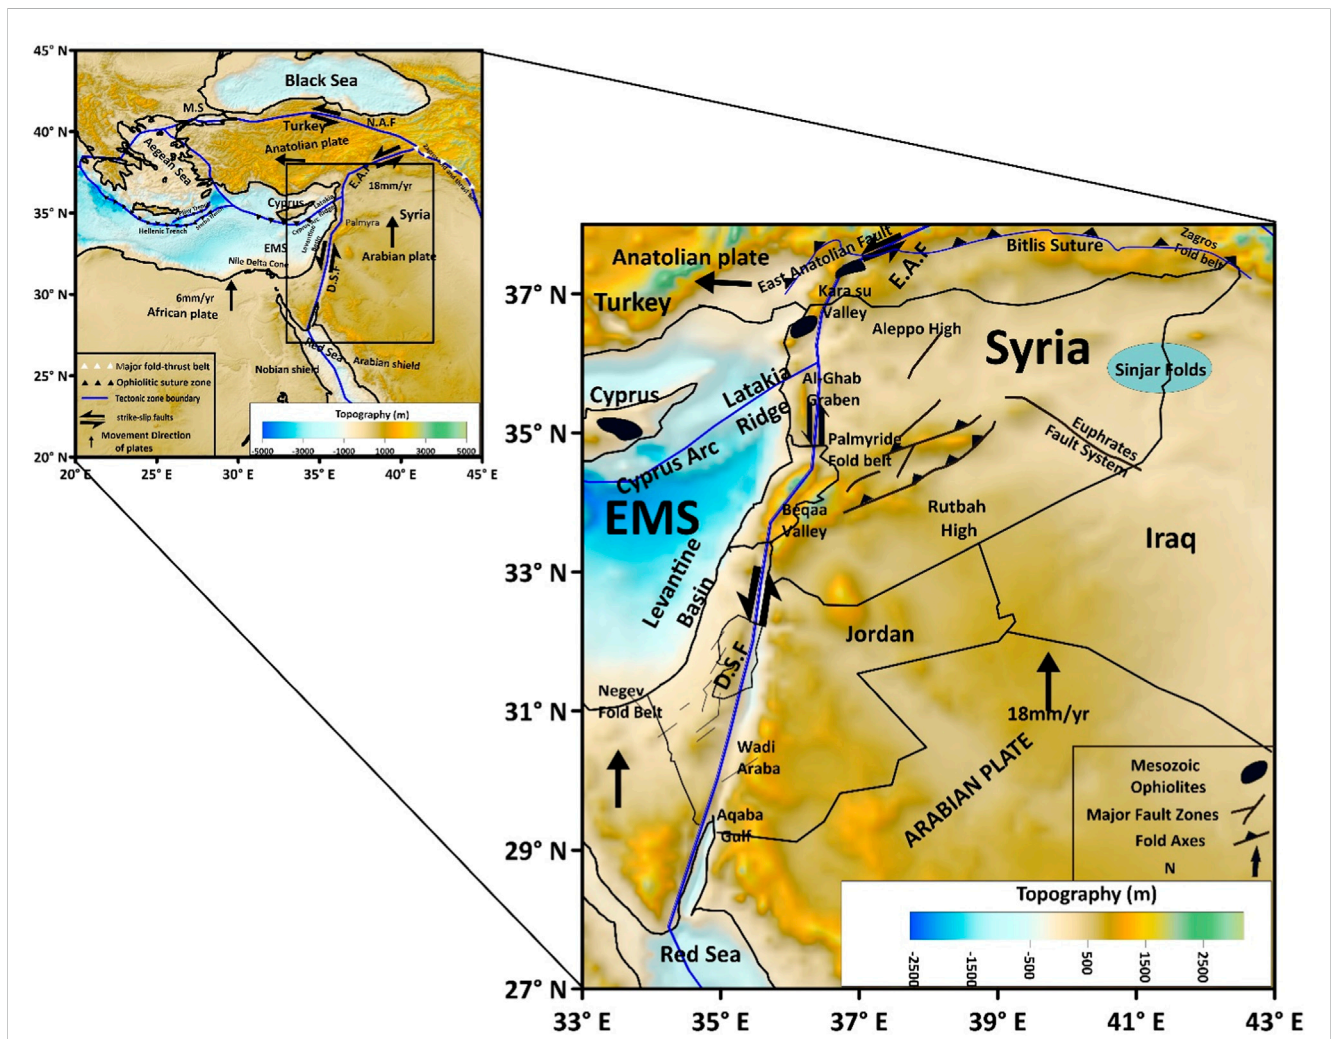 45° N
40° N
35° N
30° N
25° N
20° N
20°E
25°E
30°E
35°E
40°E
45°E
Black Sea
M.S
Turkey
N.A.F
Anatolian plate
Aegean Sea
E.A.F
18mm/yr
Cyprus
Latakia
Ridge
Cyprus Arc
Palmyra
Syria
Hellenic Trench
EMS
Levantine
Basin
Arabian plate
Nile Delta Cone
D.S.F
6mm/yr
African plate
Red Sea
Arabian shield
Nobian shield
Major fold-thrust belt
Ophiolitic suture zone
Tectonic zone boundary
strike-slip faults
Movement Direction
of plates
Topography (m)
-5000
-3000
-1000
1000
3000
5000
37° N
35° N
33° N
31° N
29° N
27° N
33° E
35° E
37° E
39° E
41° E
43° E
Anatolian plate
Turkey
East Anatolian Fault
E.A.F
Bitlis Suture
Zagros
Fold belt
Kara su
Valley
Aleppo High
Syria
Sinjar Folds
Cyprus
Latakia
Ridge
Al-Ghab
Graben
Cyprus Arc
Palmyride
Fold belt
Euphrates
Fault System
EMS
Beqaa
Valley
Rutbah
High
Iraq
Levantine
Basin
Jordan
D.S.F
Negev
Fold Belt
18mm/yr
Wadi
Araba
ARABIAN PLATE
Aqaba
Gulf
Red Sea
Mesozoic
Ophiolites
Major Fault Zones
Fold Axes
N
Topography (m)
-2500
-1500
-500
500
1500
2500